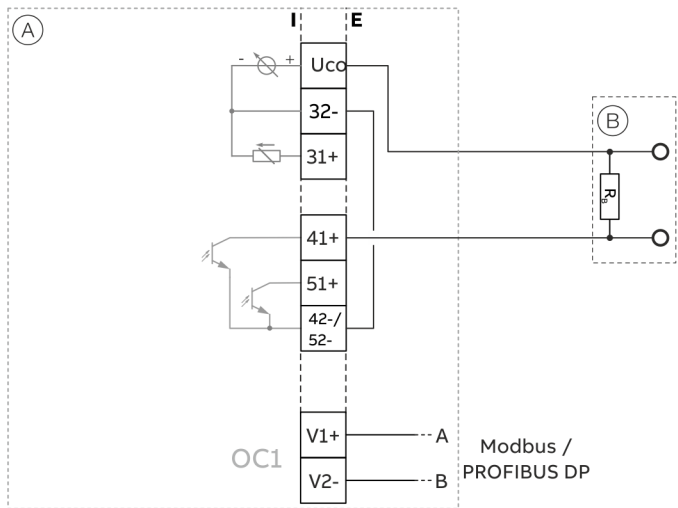 A
I E
- +
Uco
32-
31+
B
RB
41+
51+
42-/
52-
V1+
A
OC1
V2-
B
Modbus /
PROFIBUS DP